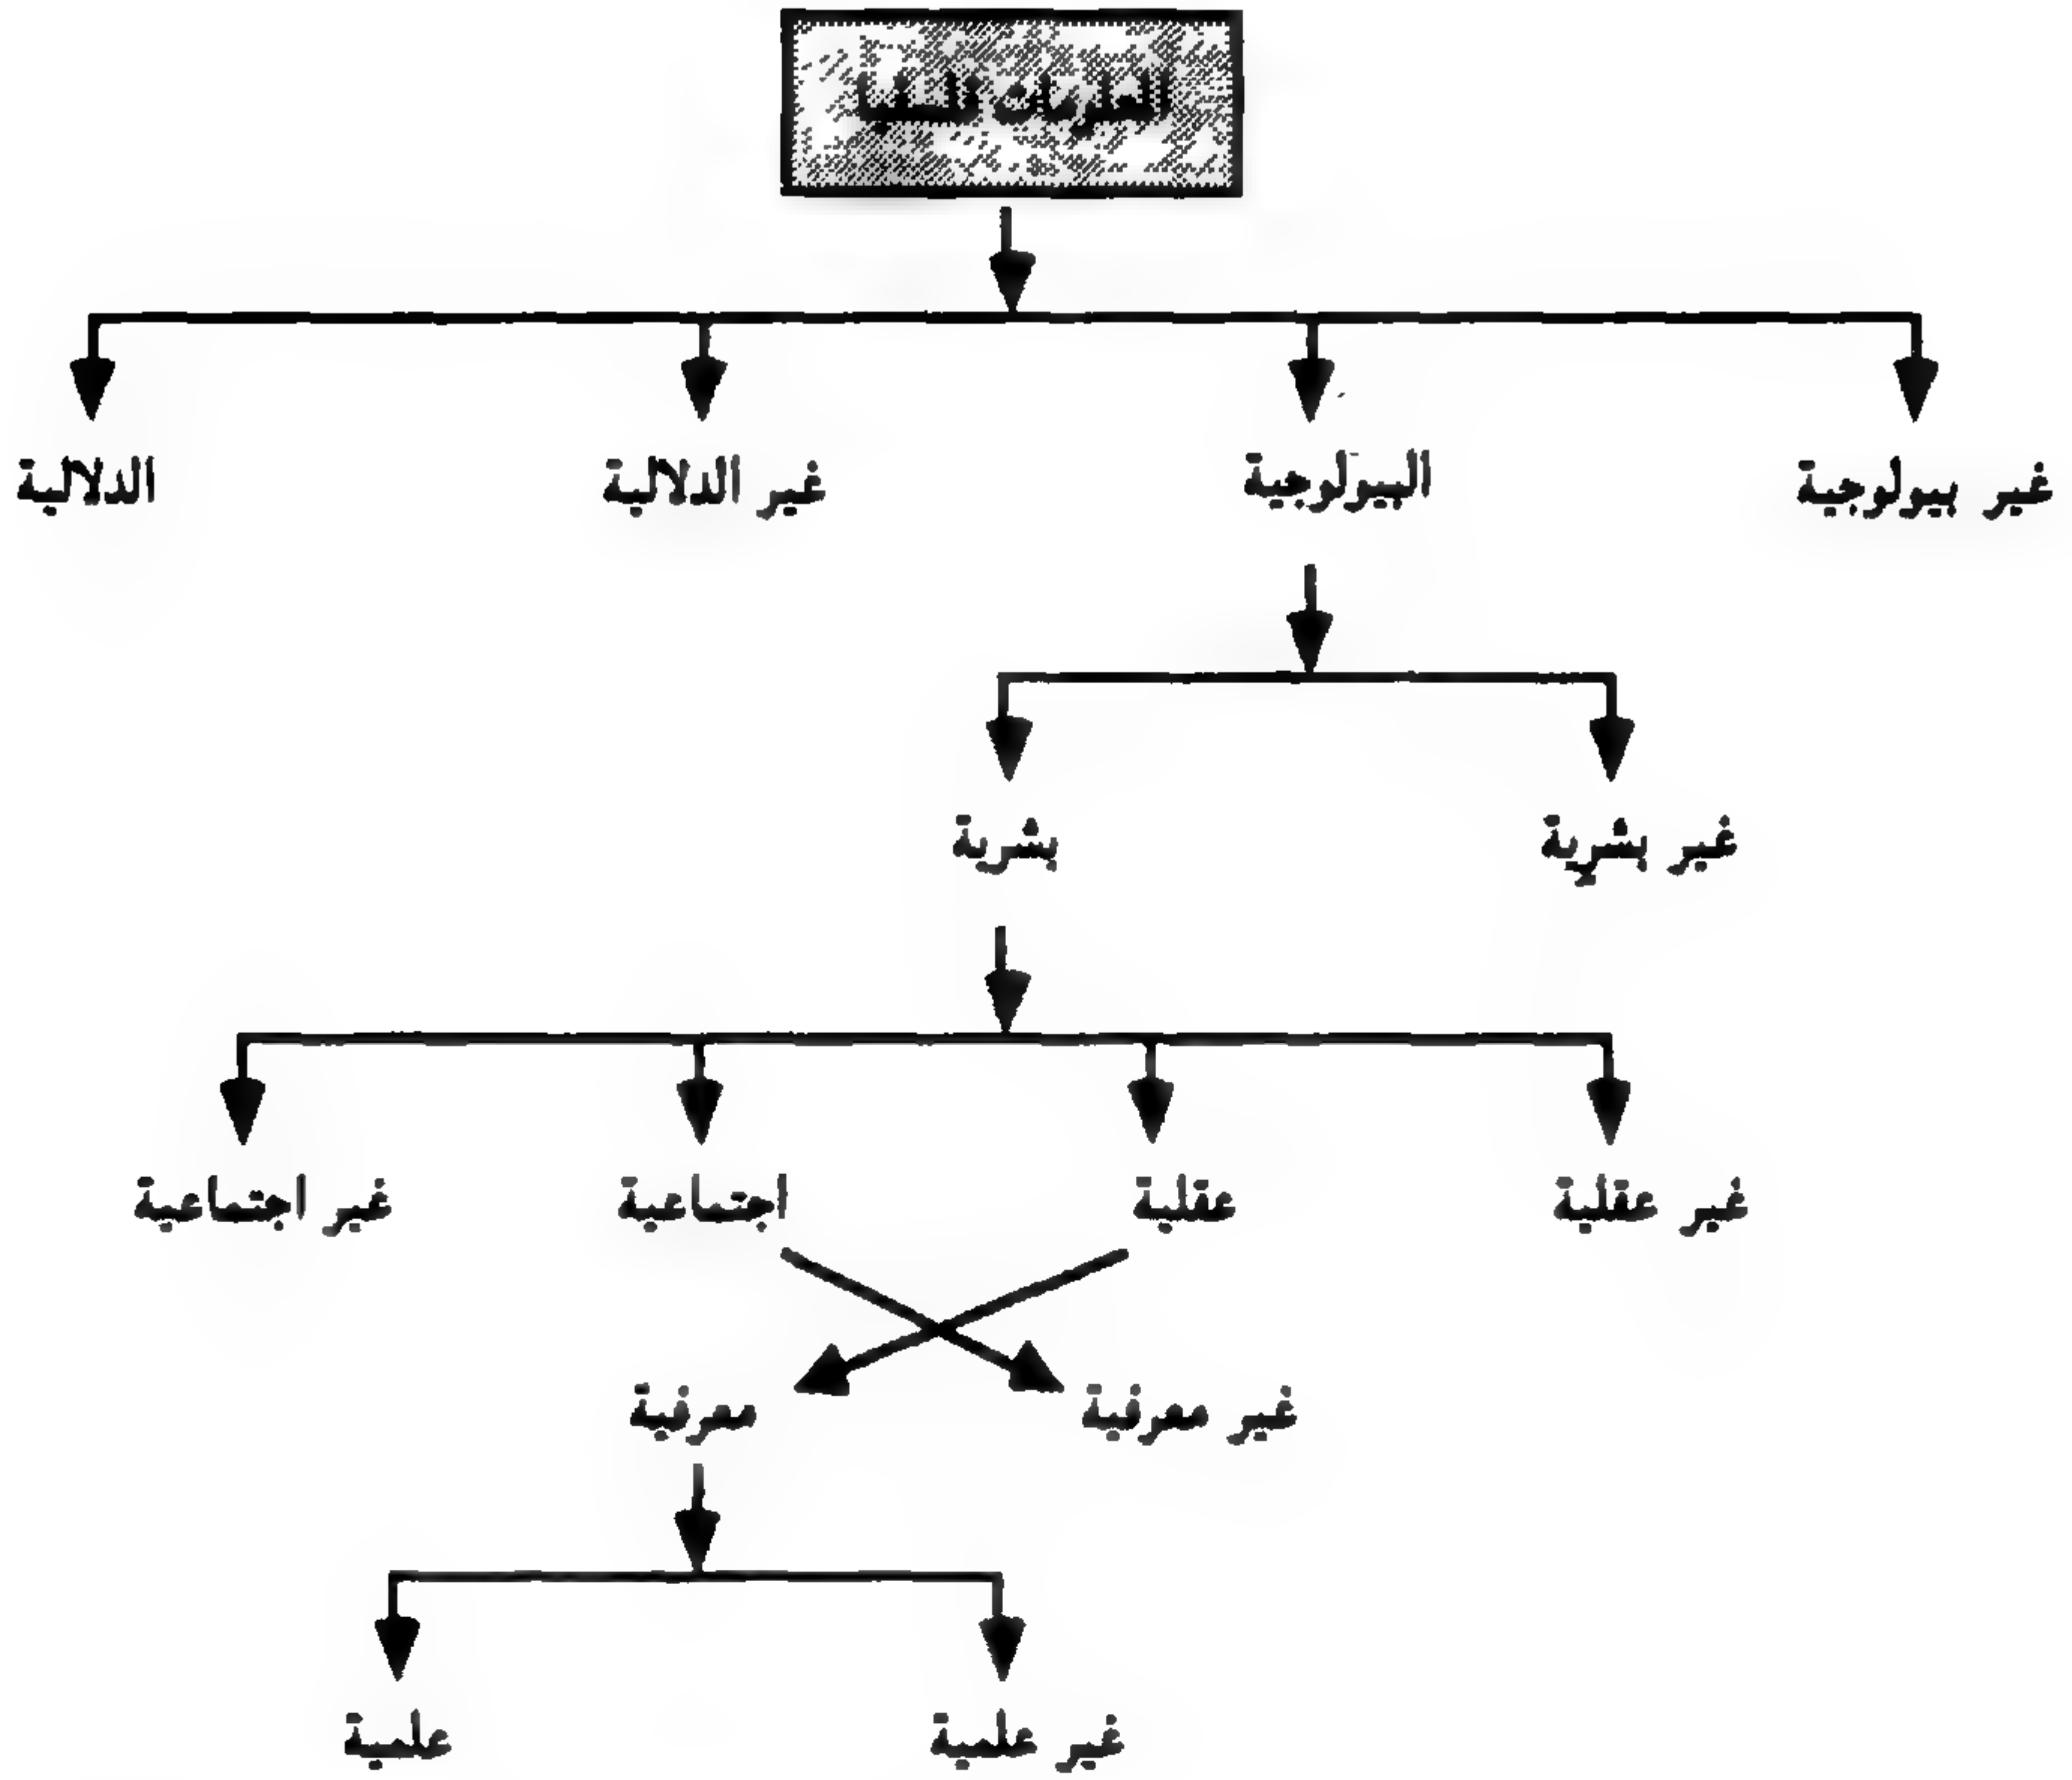 المعلومات
غير بيولوجية
البيولوجية
غير الدلالية
الدلالية
غير بشرية
بشرية
غير عقلية
عقلية
اجتماعية
غير اجتماعية
غير معرفية
معرفية
غير علمية
علمية